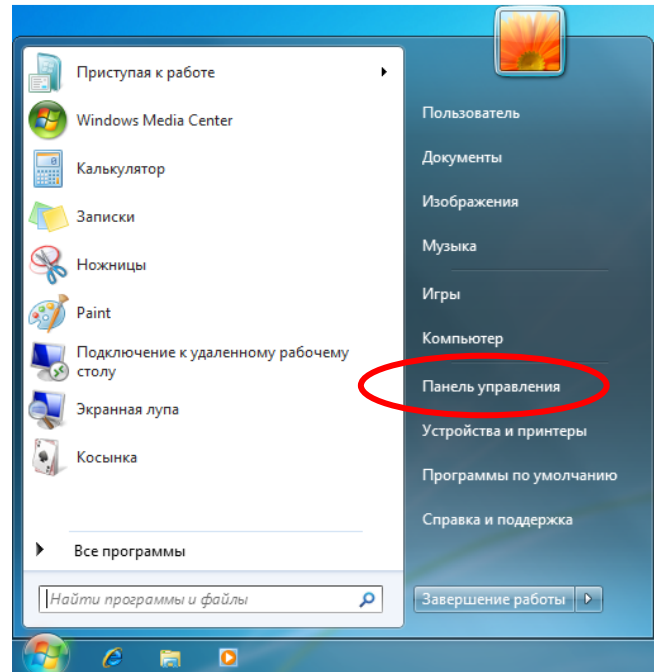 Приступая к работе
Windows Media Center
Калькулятор
Записки
Ножницы
Paint
Подключение к удаленному рабочему
столу
Экранная лупа
Косынка
Все программы
Найти программы и файлы
Пользователь
Документы
Изображения
Музыка
Игры
Компьютер
Панель управления
Устройства и принтеры
Программы по умолчанию
Справка и поддержка
Завершение работы